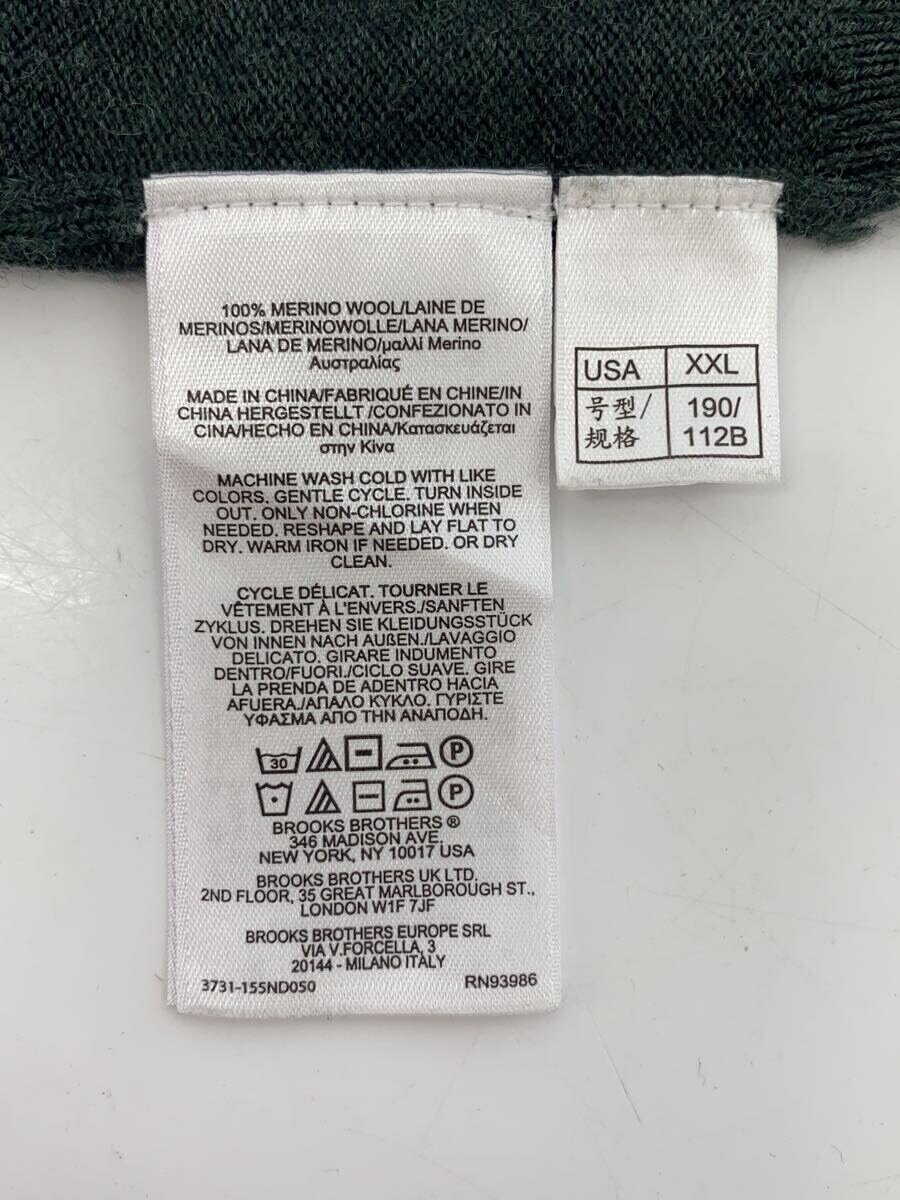 100% MERINO WOOL/LAINE DE
MERINOS/MERINOWOLLE/LANA MERINO/
LANA DE MERINO/μαλλί Merino
Αυστραλίας
MADE IN CHINA/FABRIQUÉ EN CHINE/IN
CHINA HERGESTELLT /CONFEZIONATO IN
CINA/HECHO EN CHINA/Κατασκευάζεται
στην Κίνα
MACHINE WASH COLD WITH LIKE
COLORS. GENTLE CYCLE. TURN INSIDE
OUT. ONLY NON-CHLORINE WHEN
NEEDED. RESHAPE AND LAY FLAT TO
DRY. WARM IRON IF NEEDED. OR DRY
CLEAN.
CYCLE DÉLICAT. TOURNER LE
VÊTEMENT À L'ENVERS./SANFTEN
ZYKLUS. DREHEN SIE KLEIDUNGSSTÜCK
VON INNEN NACH AUßEN./LAVAGGIO
DELICATO. GIRARE INDUMENTO
DENTRO/FUORI./CICLO SUAVE. GIRE
LA PRENDA DE ADENTRO HACIA
AFUERA./ΑΠΑΛΟ ΚΥΚΛΟ. ΓΥΡΙΣΤΕ
ΥΦΑΣΜΑ ΑΠΟ ΤΗΝ ΑΝΑΠΟΔΗ.
30 P
P
BROOKS BROTHERS ®
346 MADISON AVE.
NEW YORK, NY 10017 USA
BROOKS BROTHERS UK LTD.
2ND FLOOR, 35 GREAT MARLBOROUGH ST.,
LONDON W1F 7JF
BROOKS BROTHERS EUROPE SRL
VIA V.FORCELLA, 3
20144 - MILANO ITALY
3731-155ND050 RN93986
USA XXL
号型/ 190/
规格 112B